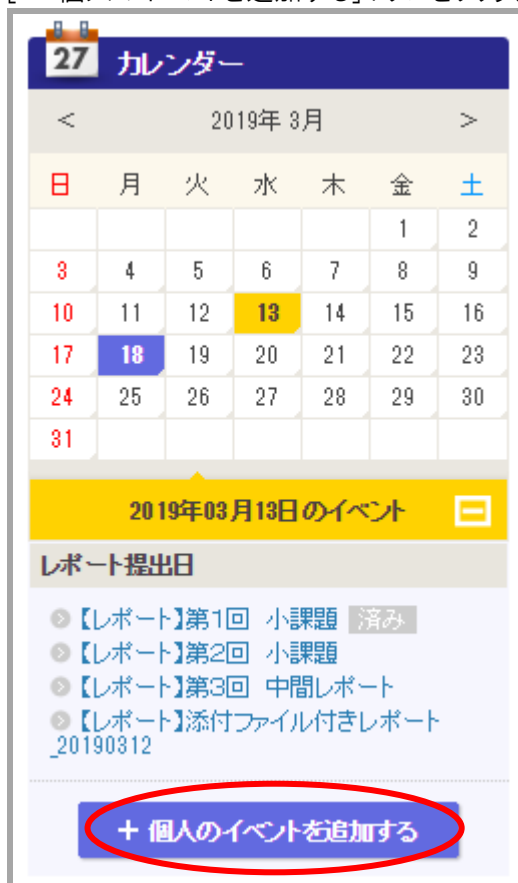 27 カレンダー
< 2019年 3月 >
日 月 火 水 木 金 土
1 2
3 4 5 6 7 8 9
10 11 12 13 14 15 16
17 18 19 20 21 22 23
24 25 26 27 28 29 30
31
2019年03月13日のイベント
レポート提出日
【レポート】第1回 小課題 済み
【レポート】第2回 小課題
【レポート】第3回 中間レポート
【レポート】添付ファイル付きレポート
_20190312
+ 個人のイベントを追加する